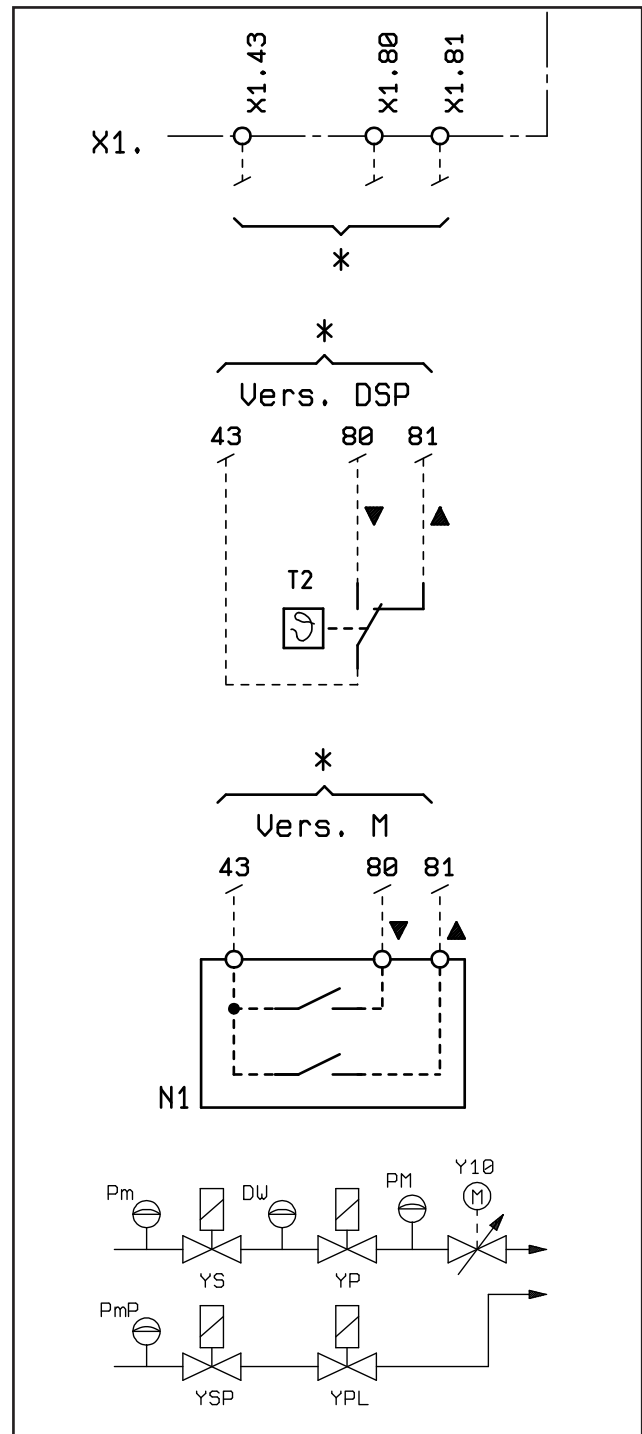 X1.43 X1.80 X1.81
X1.
*
*
Vers. DSP
43 80 81
T2
*
Vers. M
43 80 81
N1
Pm DW PM Y10
M
YS YP
PmP
YSP YPL